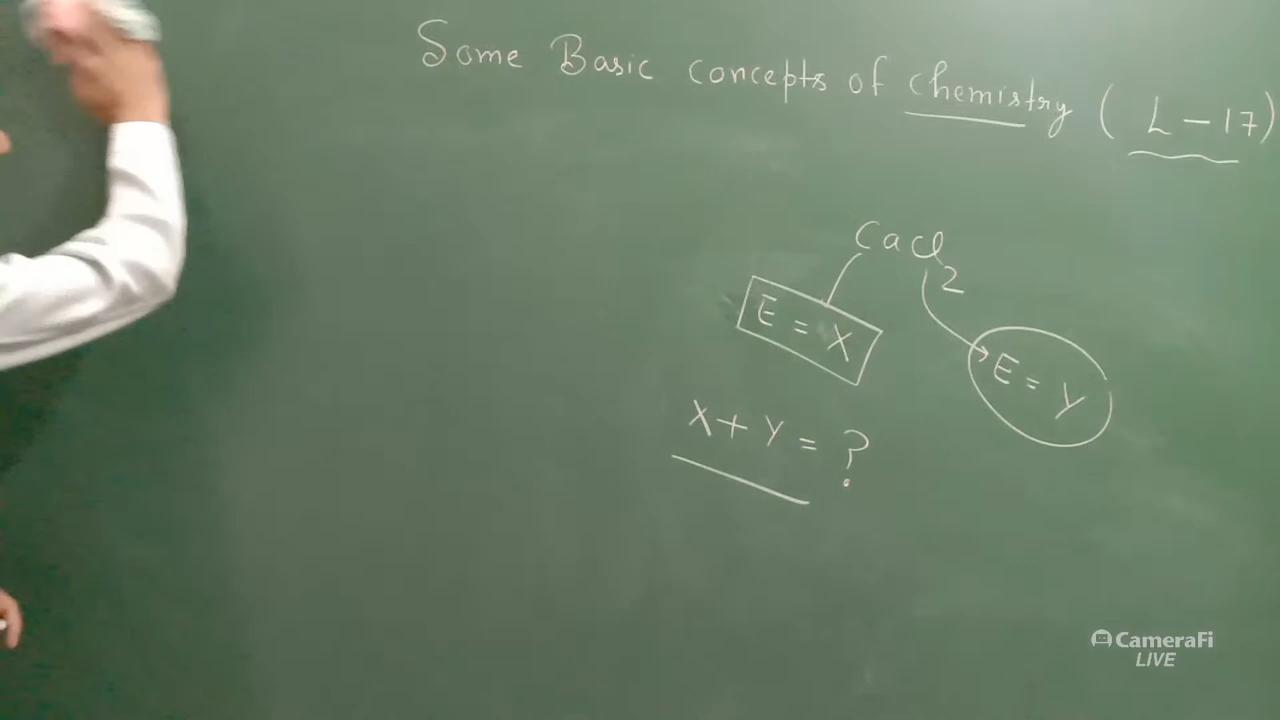 Some Basic concepts of chemistry ( L - 17)
CaCl2
E = X
E = Y
X + Y = ?
CameraFi
LIVE